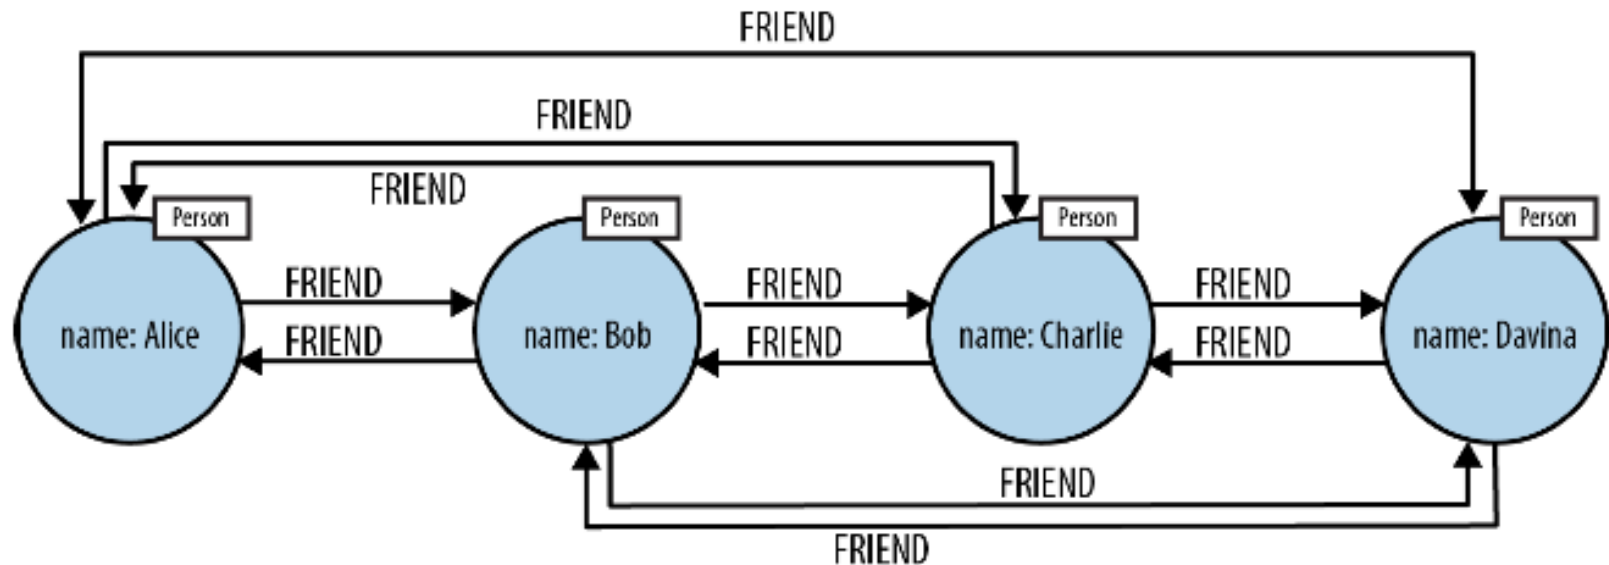 FRIEND
FRIEND
FRIEND
Person
Person
Person
Person
FRIEND
FRIEND
FRIEND
name: Alice
name: Bob
name: Charlie
name: Davina
FRIEND
FRIEND
FRIEND
FRIEND
FRIEND